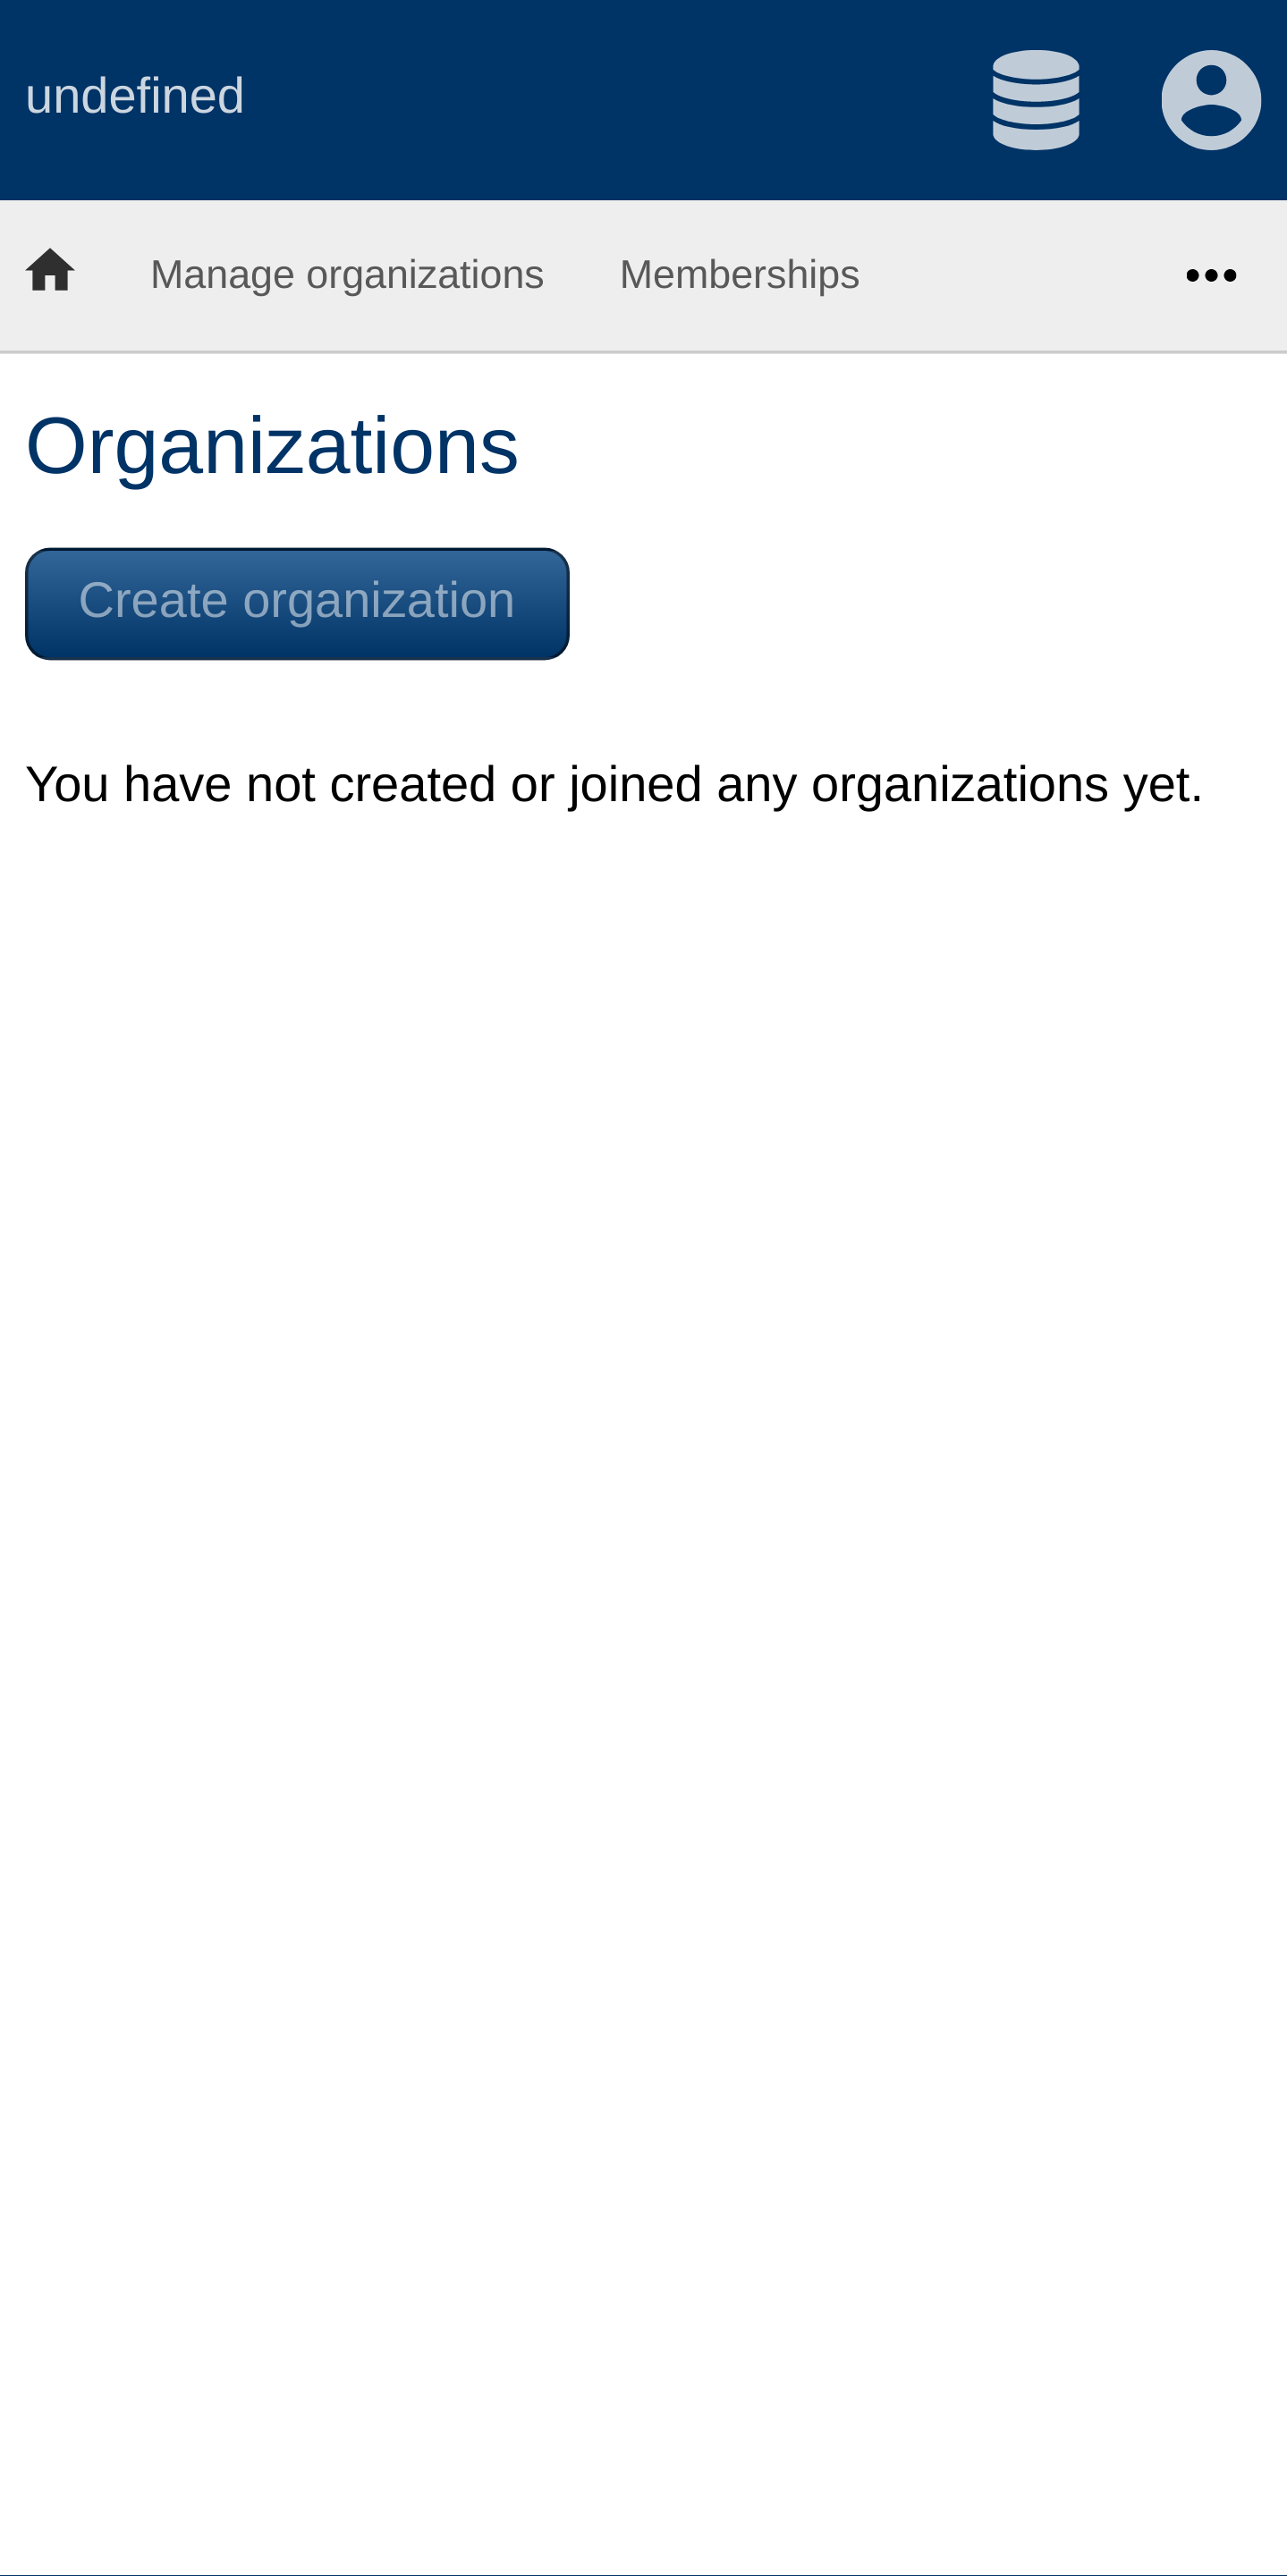 undefined
Manage organizations Memberships
Organizations
Create organization
You have not created or joined any organizations yet.